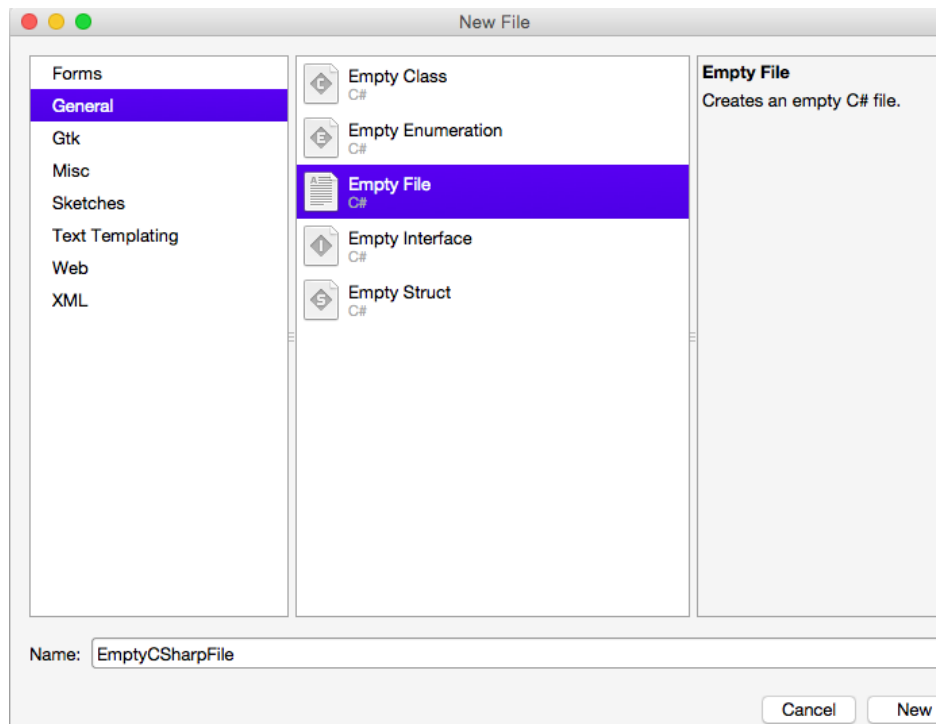 New File
Forms
General
Gtk
Misc
Sketches
Text Templating
Web
XML
Empty Class
C#
Empty Enumeration
C#
Empty File
C#
Empty Interface
C#
Empty Struct
C#
Empty File
Creates an empty C# file.
Name: EmptyCSharpFile
Cancel New